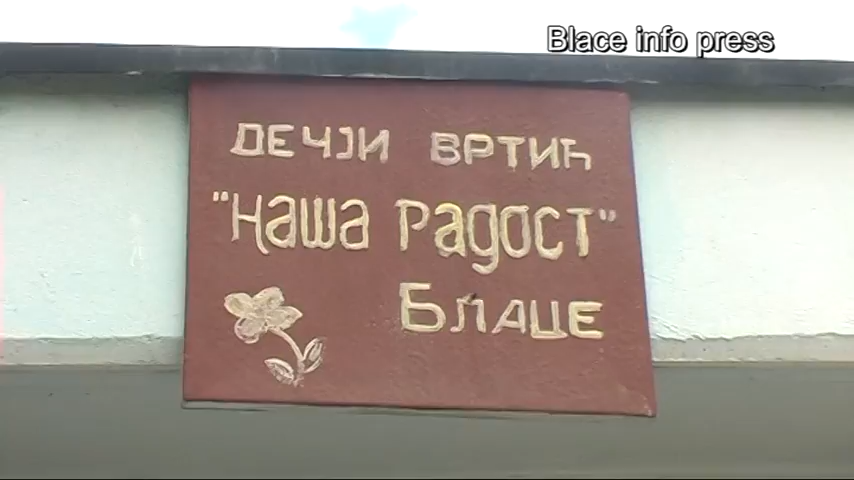 Blace info press
ДЕЧЈИ ВРТИЋ
"Наша Радост"
БЛАЦЕ